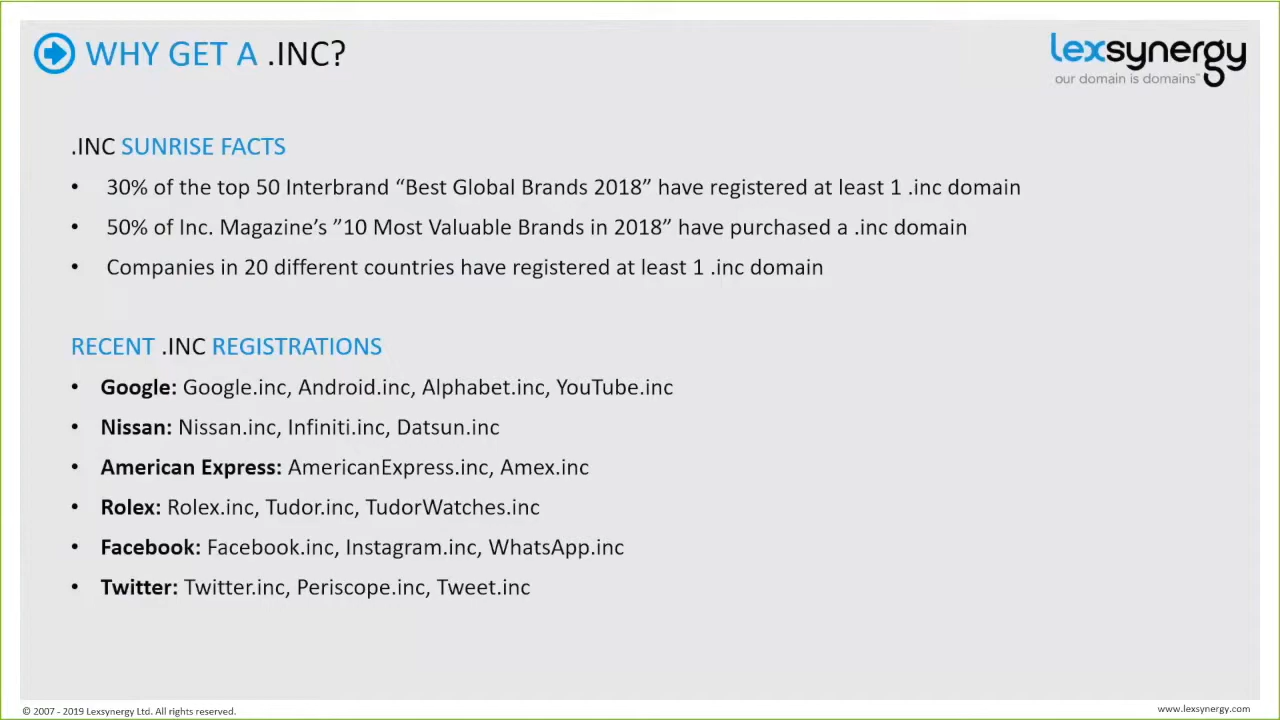 WHY GET A .INC?
lexsynergy
our domain is domains™
.INC SUNRISE FACTS
• 30% of the top 50 Interbrand “Best Global Brands 2018” have registered at least 1 .inc domain
• 50% of Inc. Magazine’s ”10 Most Valuable Brands in 2018” have purchased a .inc domain
• Companies in 20 different countries have registered at least 1 .inc domain
RECENT .INC REGISTRATIONS
• Google: Google.inc, Android.inc, Alphabet.inc, YouTube.inc
• Nissan: Nissan.inc, Infiniti.inc, Datsun.inc
• American Express: AmericanExpress.inc, Amex.inc
• Rolex: Rolex.inc, Tudor.inc, TudorWatches.inc
• Facebook: Facebook.inc, Instagram.inc, WhatsApp.inc
• Twitter: Twitter.inc, Periscope.inc, Tweet.inc
© 2007 - 2019 Lexsynergy Ltd. All rights reserved.
www.lexsynergy.com